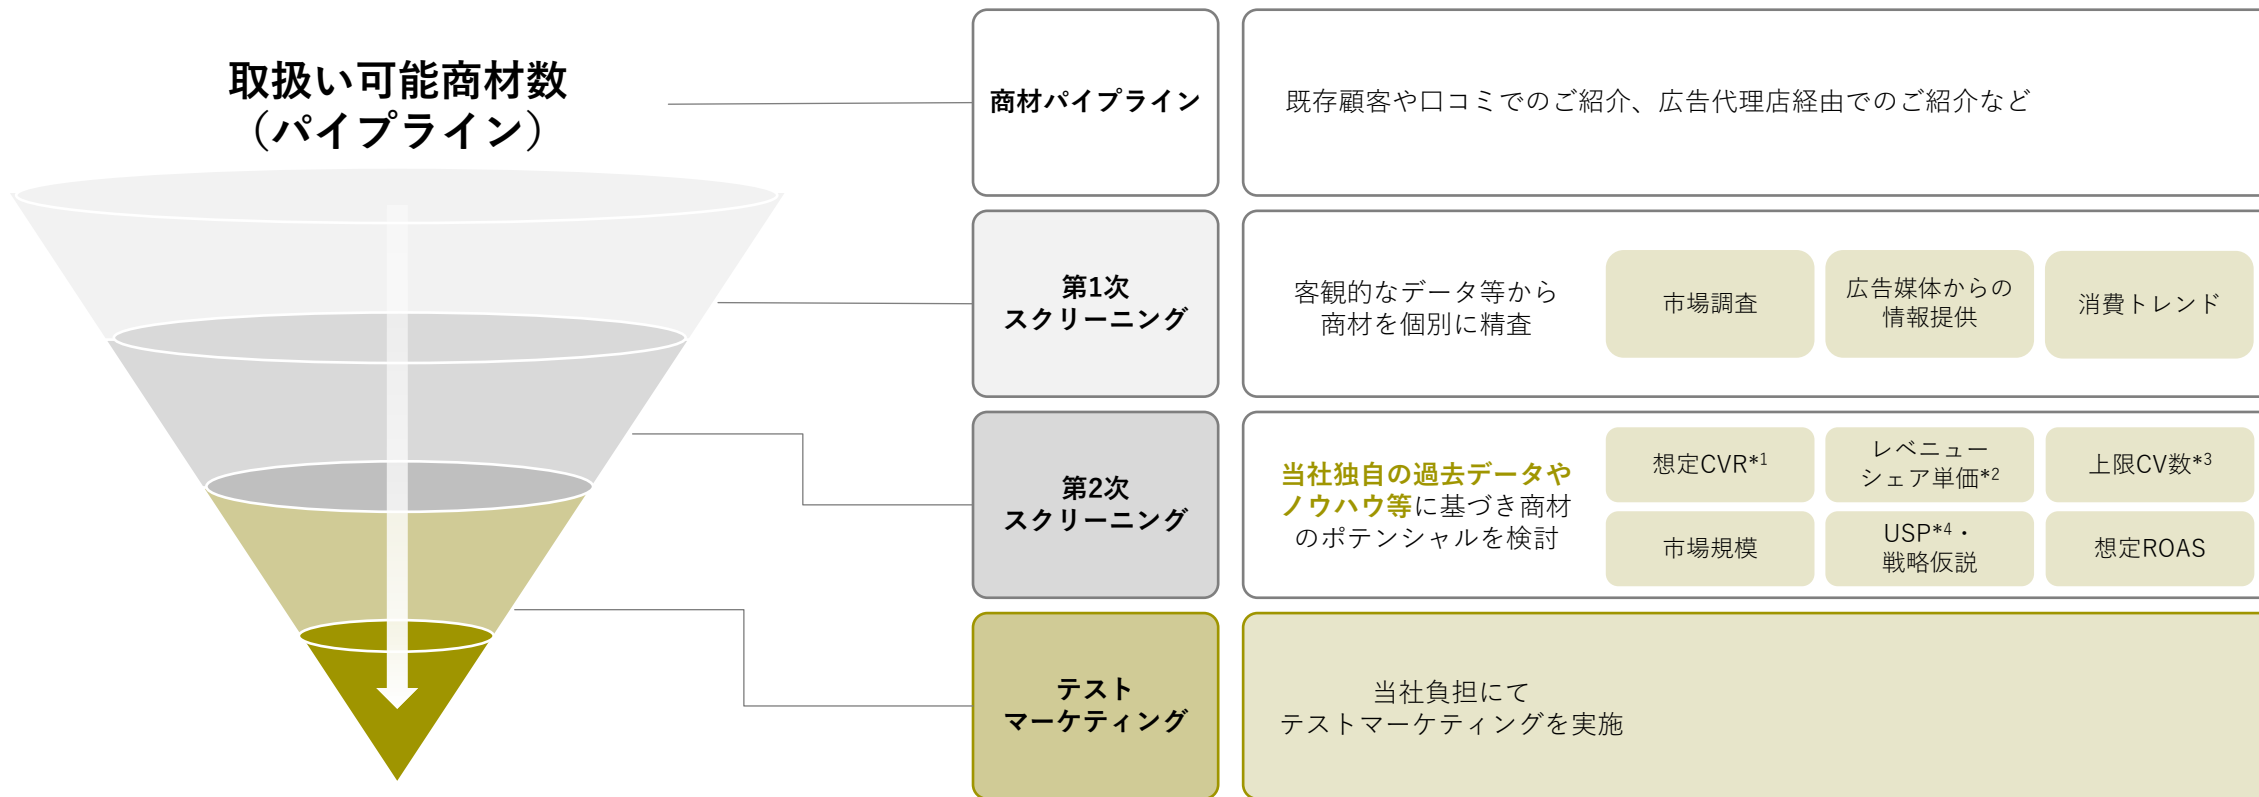 取扱い可能商材数
（パイプライン）
商材パイプライン
既存顧客や口コミでのご紹介、広告代理店経由でのご紹介など
第1次
スクリーニング
客観的なデータ等から
商材を個別に精査
市場調査
広告媒体からの
情報提供
消費トレンド
第2次
スクリーニング
当社独自の過去データや
ノウハウ等に基づき商材
のポテンシャルを検討
想定CVR*1
レベニュー
シェア単価*2
上限CV数*3
市場規模
USP*4・
戦略仮説
想定ROAS
テスト
マーケティング
当社負担にて
テストマーケティングを実施